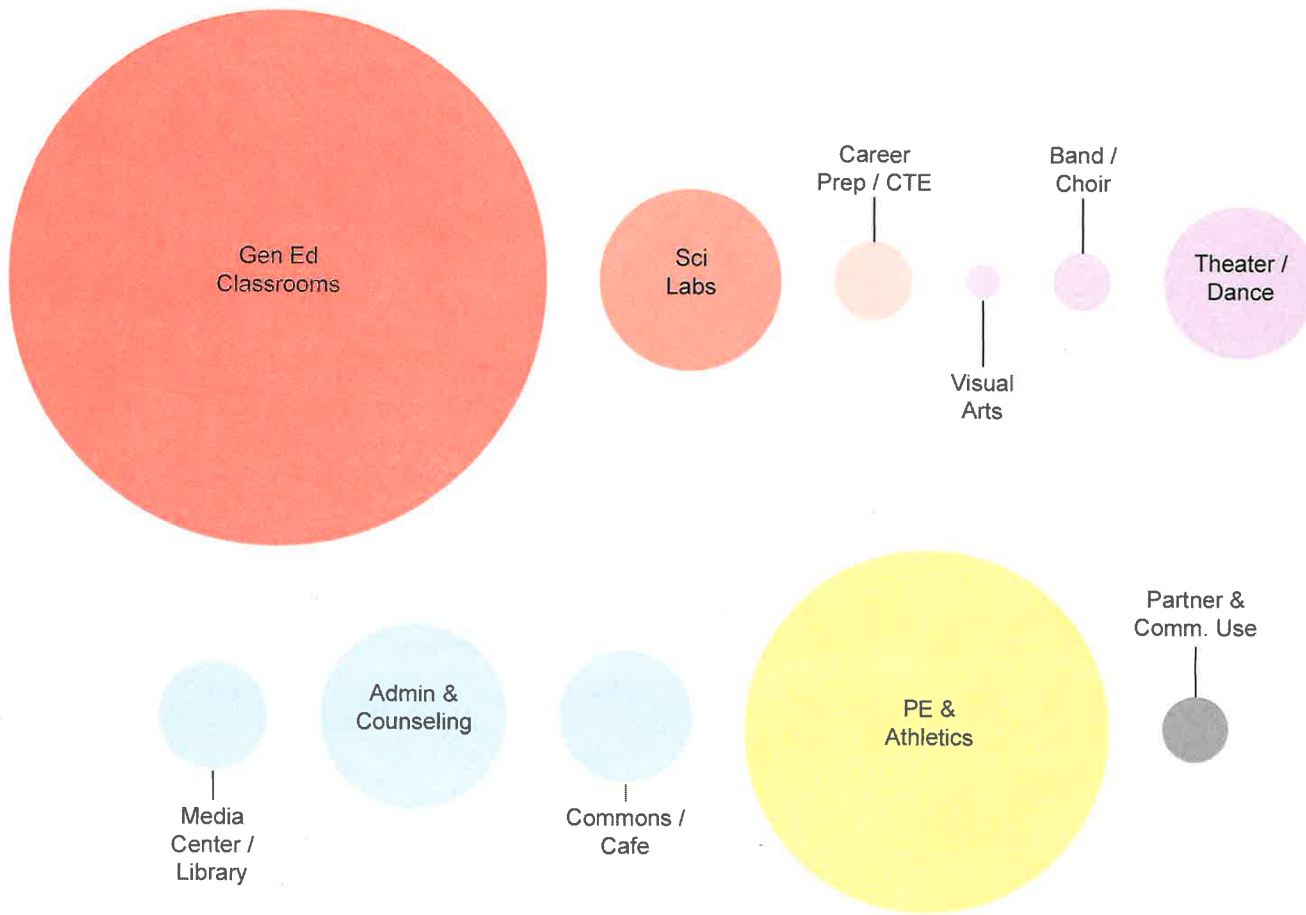 Gen Ed
Classrooms
Sci
Labs
Career
Prep / CTE
Visual
Arts
Band /
Choir
Theater /
Dance
Media
Center /
Library
Admin &
Counseling
Commons /
Cafe
PE &
Athletics
Partner &
Comm. Use